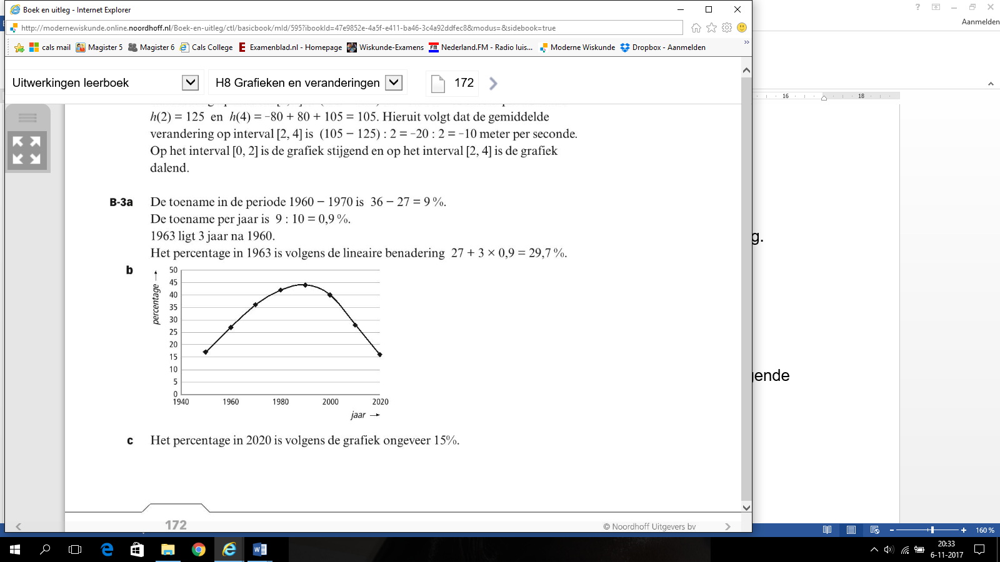 Boek en uitleg - Internet Explorer
http://modernewiskunde.online.noordhoff.nl/Boek-en-uitleg/ctl/basicbook/mId/595?ibookId=47e9852e-4a5f-e411-ba46-3c4a92ddfec8&modus=&sidebook=true
Aanmelden
cals mail Magister 5 Magister 6 Cals College Examenblad.nl - Homepage Wiskunde-Examens Nederland.FM - Radio luis... Moderne Wiskunde Dropbox - Aanmelden
Uitwerkingen leerboek H8 Grafieken en veranderingen 172
16 18
h(2) = 125 en h(4) = −80 + 80 + 105 = 105. Hieruit volgt dat de gemiddelde
verandering op interval [2, 4] is (105 − 125) : 2 = −20 : 2 = −10 meter per seconde.
Op het interval [0, 2] is de grafiek stijgend en op het interval [2, 4] is de grafiek
dalend.
B-3a De toename in de periode 1960 − 1970 is 36 − 27 = 9 %.
De toename per jaar is 9 : 10 = 0,9 %.
1963 ligt 3 jaar na 1960.
Het percentage in 1963 is volgens de lineaire benadering 27 + 3 × 0,9 = 29,7 %.
g.
b
percentage
50
45
40
35
30
25
20
15
10
5
0
1940 1960 1980 2000 2020
jaar
gende
c Het percentage in 2020 is volgens de grafiek ongeveer 15%.
172
© Noordhoff Uitgevers bv
160 %
20:33
6-11-2017